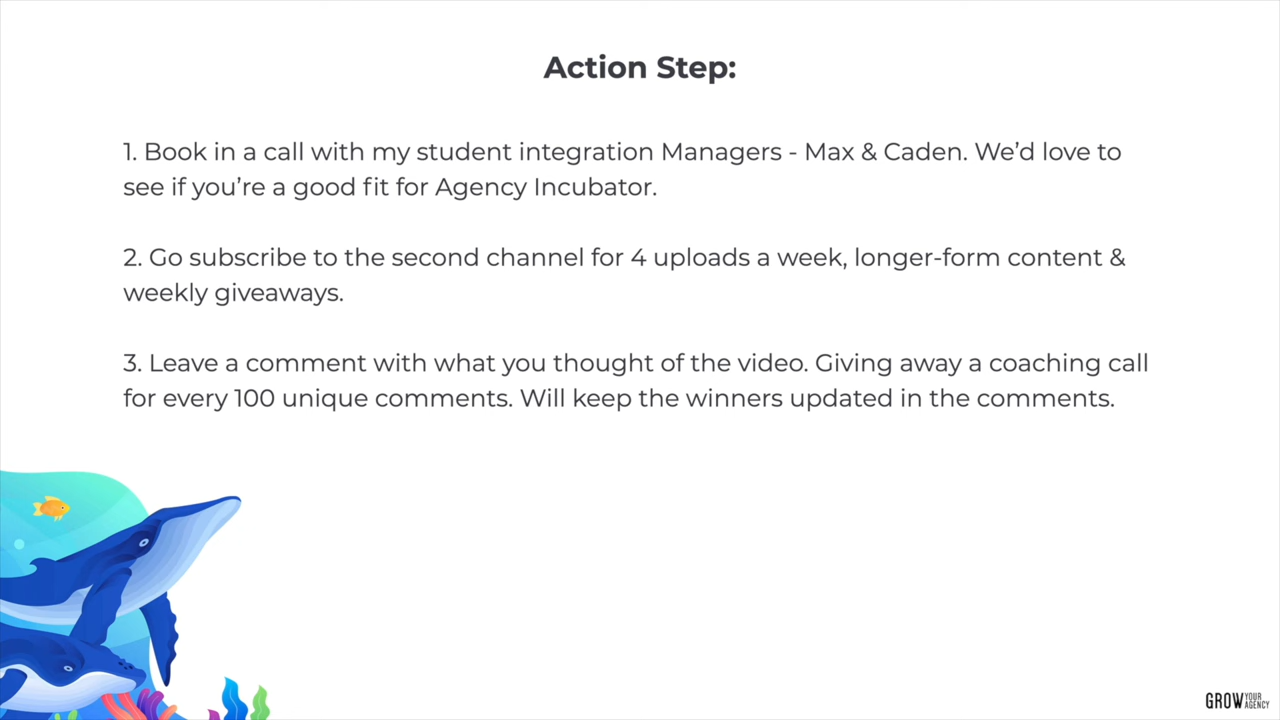 Action Step:
1. Book in a call with my student integration Managers - Max & Caden. We’d love to
see if you’re a good fit for Agency Incubator.
2. Go subscribe to the second channel for 4 uploads a week, longer-form content &
weekly giveaways.
3. Leave a comment with what you thought of the video. Giving away a coaching call
for every 100 unique comments. Will keep the winners updated in the comments.
GROW YOUR
AGENCY